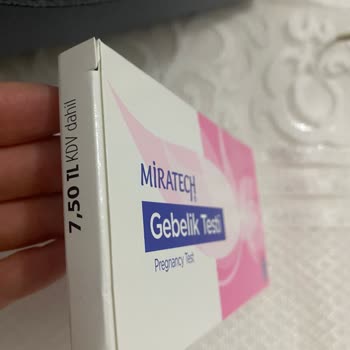 7,50 TL KDV dahil
MiRATECH
Gebelik Testi
Pregnancy Test